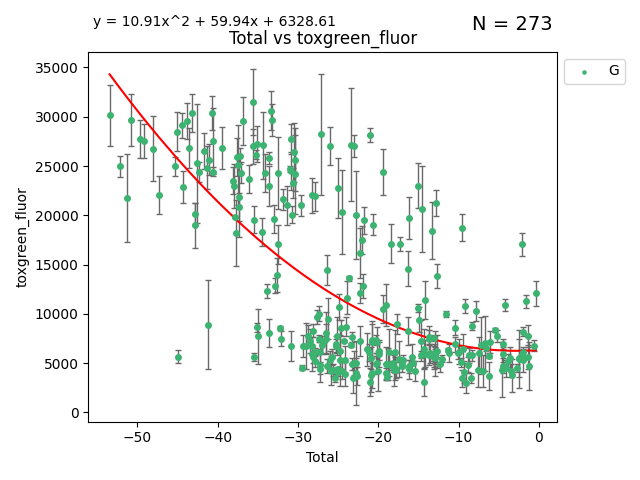 y = 10.91x^2 + 59.94x + 6328.61
N = 273
Total vs toxgreen_fluor
G
35000
30000
25000
20000
15000
10000
5000
0
toxgreen_fluor
−50 −40 −30 −20 −10 0
Total